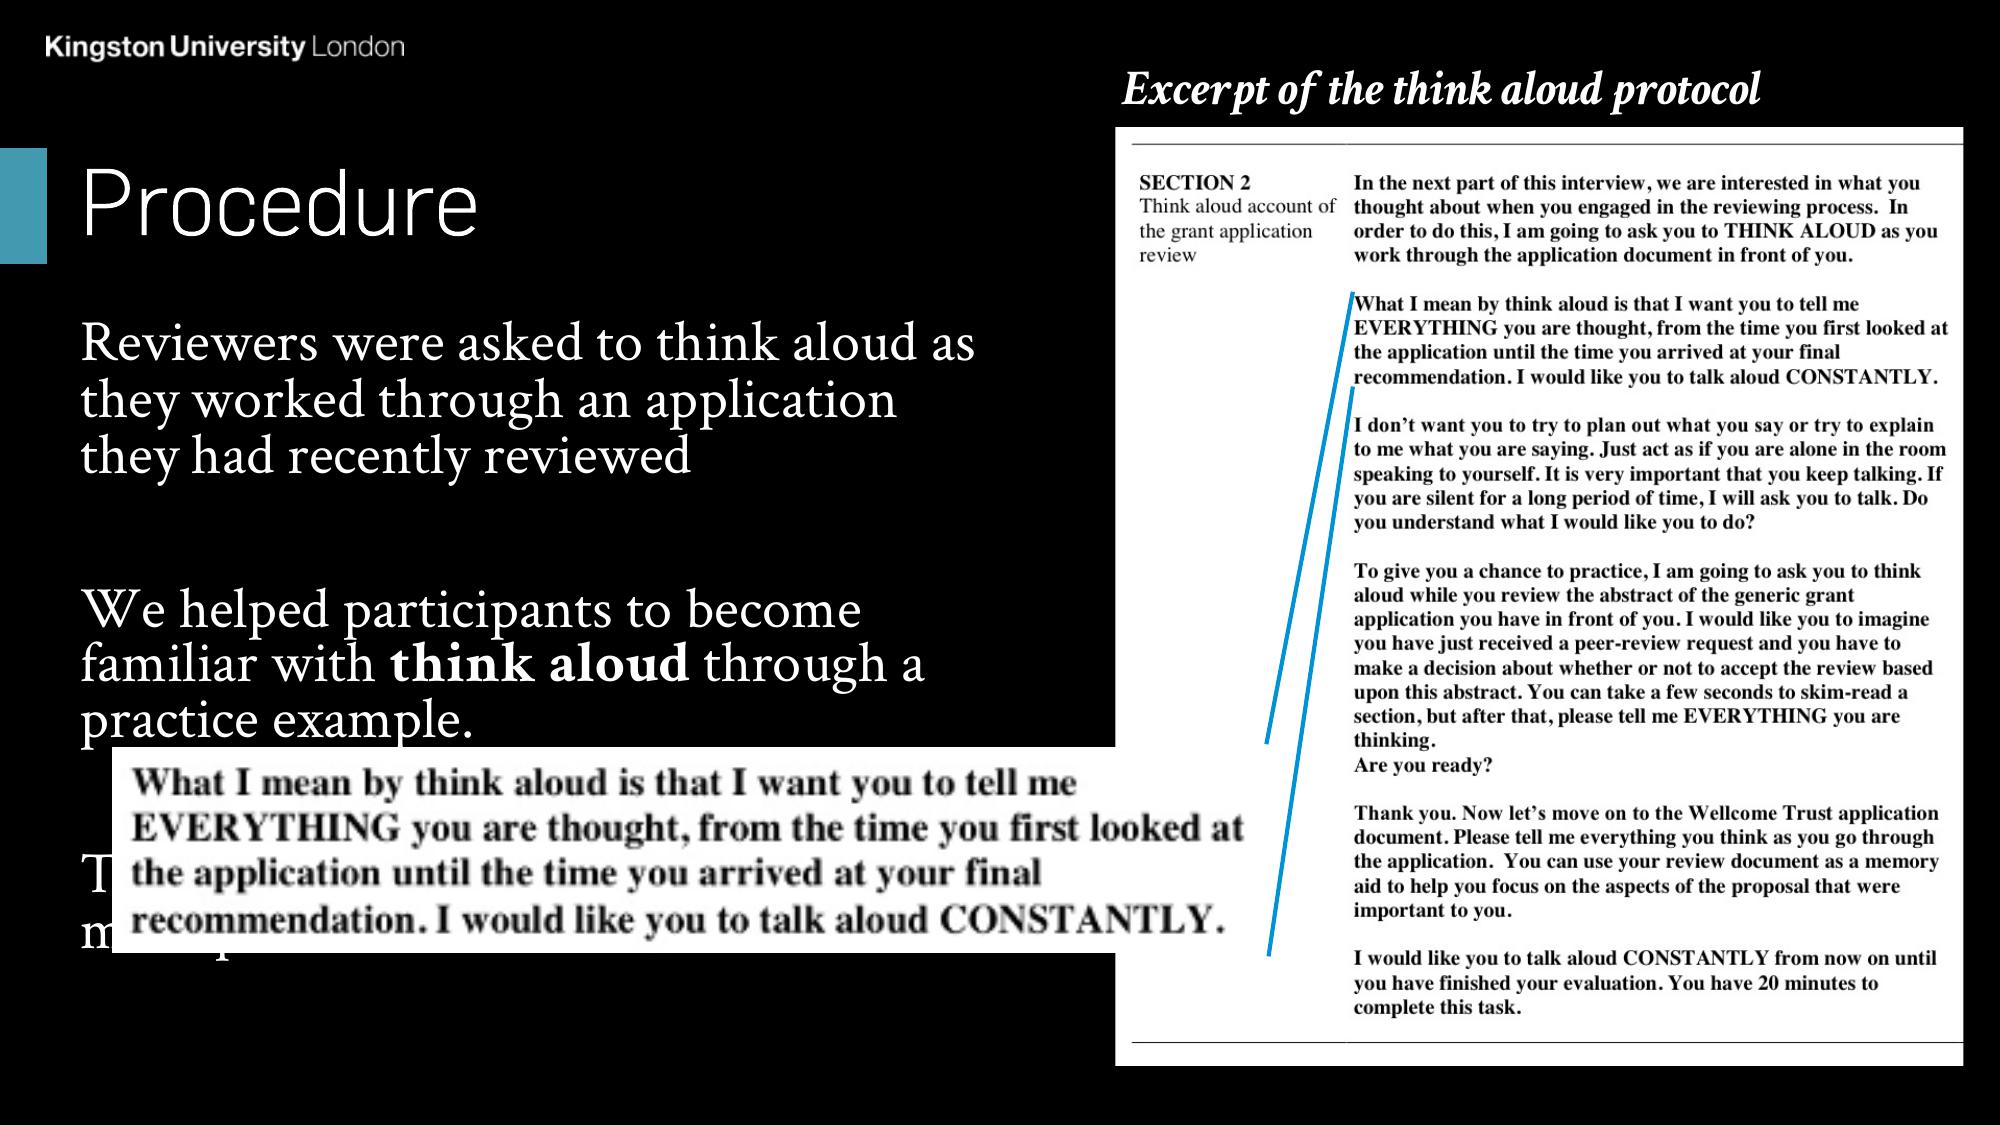 Kingston University London
Excerpt of the think aloud protocol
Procedure
Reviewers were asked to think aloud as
they worked through an application
they had recently reviewed
We helped participants to become
familiar with think aloud through a
practice example.
What I mean by think aloud is that I want you to tell me
EVERYTHING you are thought, from the time you first looked at
the application until the time you arrived at your final
recommendation. I would like you to talk aloud CONSTANTLY.
SECTION 2
Think aloud account of
the grant application
review
In the next part of this interview, we are interested in what you
thought about when you engaged in the reviewing process. In
order to do this, I am going to ask you to THINK ALOUD as you
work through the application document in front of you.
What I mean by think aloud is that I want you to tell me
EVERYTHING you are thought, from the time you first looked at
the application until the time you arrived at your final
recommendation. I would like you to talk aloud CONSTANTLY.
I don’t want you to try to plan out what you say or try to explain
to me what you are saying. Just act as if you are alone in the room
speaking to yourself. It is very important that you keep talking. If
you are silent for a long period of time, I will ask you to talk. Do
you understand what I would like you to do?
To give you a chance to practice, I am going to ask you to think
aloud while you review the abstract of the generic grant
application you have in front of you. I would like you to imagine
you have just received a peer-review request and you have to
make a decision about whether or not to accept the review based
upon this abstract. You can take a few seconds to skim-read a
section, but after that, please tell me EVERYTHING you are
thinking.
Are you ready?
Thank you. Now let’s move on to the Wellcome Trust application
document. Please tell me everything you think as you go through
the application. You can use your review document as a memory
aid to help you focus on the aspects of the proposal that were
important to you.
I would like you to talk aloud CONSTANTLY from now on until
you have finished your evaluation. You have 20 minutes to
complete this task.